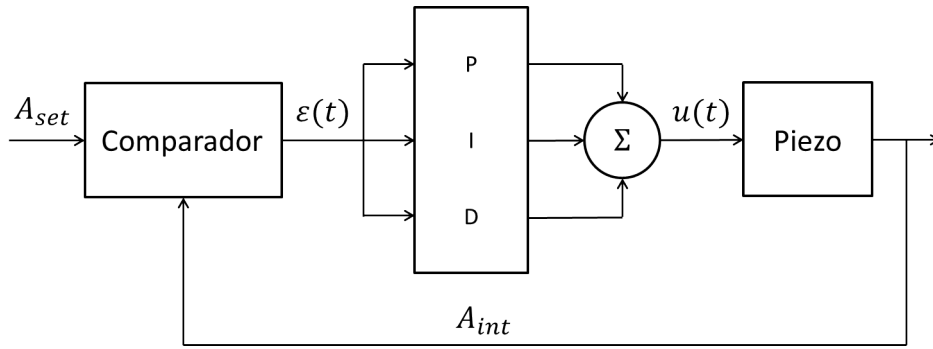 A_set
Comparador
ε(t)
P
I
D
Σ
u(t)
Piezo
A_int